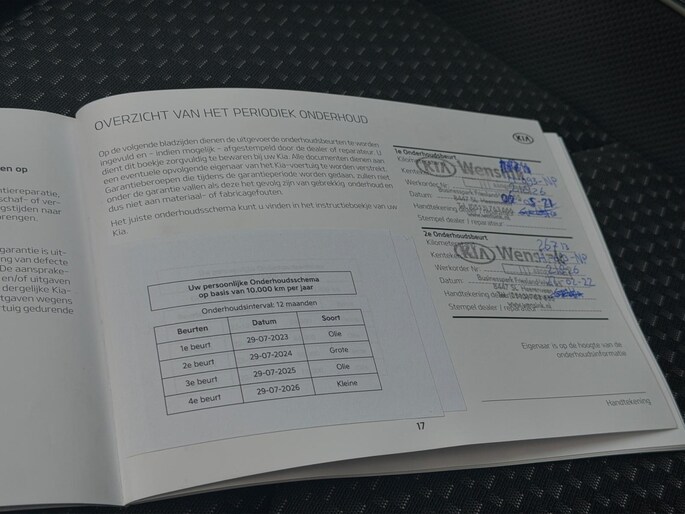 en op
ntiereparatie,
schaf- of ver-
gstijden naar
rengen.
garantie is uit-
ng van defecte
De aansprake-
en/of uitgaven
dergelijke Kia-
tgaven wegens
rtuig gedurende
OVERZICHT VAN HET PERIODIEK ONDERHOUD
Op de volgende bladzijden dienen de uitgevoerde onderhoudsbeurten te worden
ingevuld en - indien mogelijk - afgestempeld door de dealer of reparateur. U
dient dit boekje zorgvuldig te bewaren bij uw Kia. Alle documenten dienen aan
een eventuele opvolgende eigenaar van het Kia-voertuig te worden verstrekt.
Garantieberoepen die tijdens de garantieperiode worden gedaan, zullen niet
onder de garantie vallen als deze het gevolg zijn van gebrekkig onderhoud en
dus niet aan materiaal- of fabricagefouten.
Het juiste onderhoudsschema kunt u vinden in het instructieboekje van uw
Kia.
Uw persoonlijke Onderhoudsschema
op basis van 10.000 km per jaar
Onderhoudsinterval: 12 maanden
Beurten Datum Soort
1e beurt 29-07-2023 Olie
2e beurt 29-07-2024 Grote
3e beurt 29-07-2025 Olie
4e beurt 29-07-2026 Kleine
KIA
1e Onderhoudsbeurt
KIA Wensink
Werkorder Nr.
Datum:
Handtekening
Stempel dealer / reparateur
2e Onderhoudsbeurt
KIA Wensink
Werkorder Nr
Datum:
Handtekening
Stempel dealer / reparateur
Eigenaar is op de hoogte van de
onderhoudsinformatie
Handtekening
17